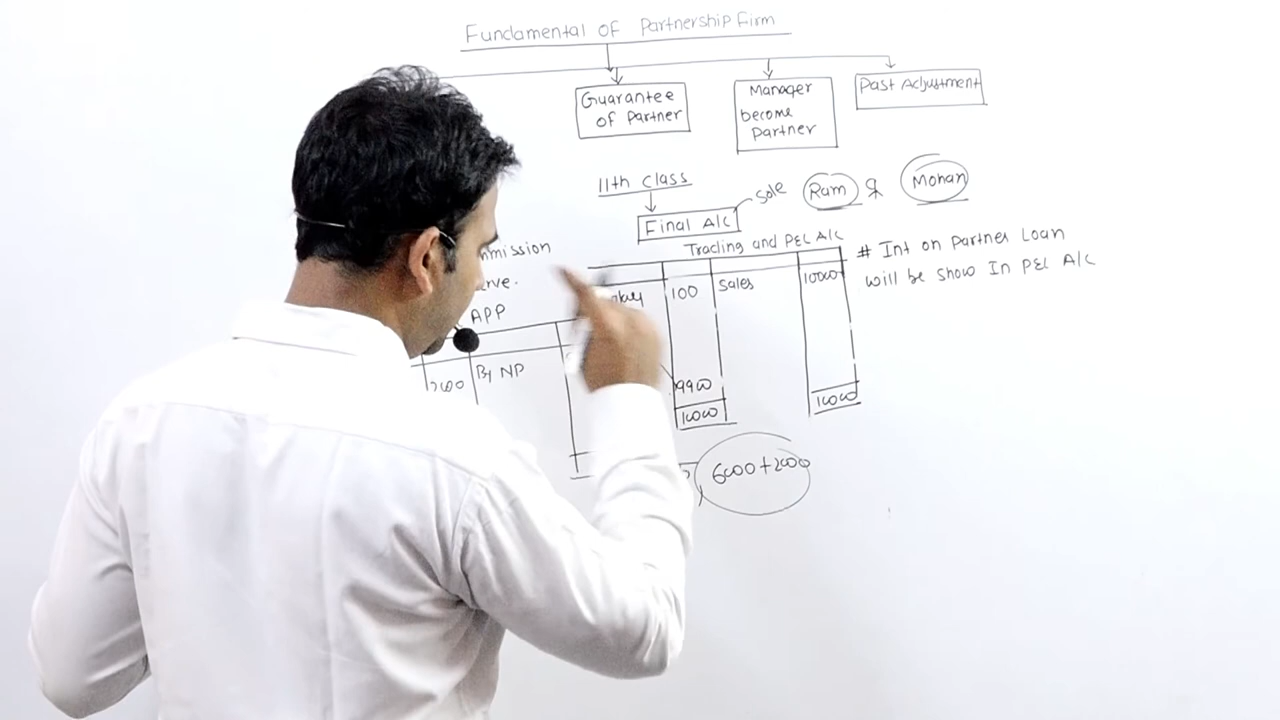 Fundamental OF Partnership Firm
Guarantee
of Partner
Manager
become
Partner
Past Adjustment
11th class
Final A/C
Sole
Ram & Mohan
Trading and P&L A/C
# Int on Partner Loan
will be show In P&L A/C
100
Sales
10000
9900
10000
10000
APP
By NP
6000+2000